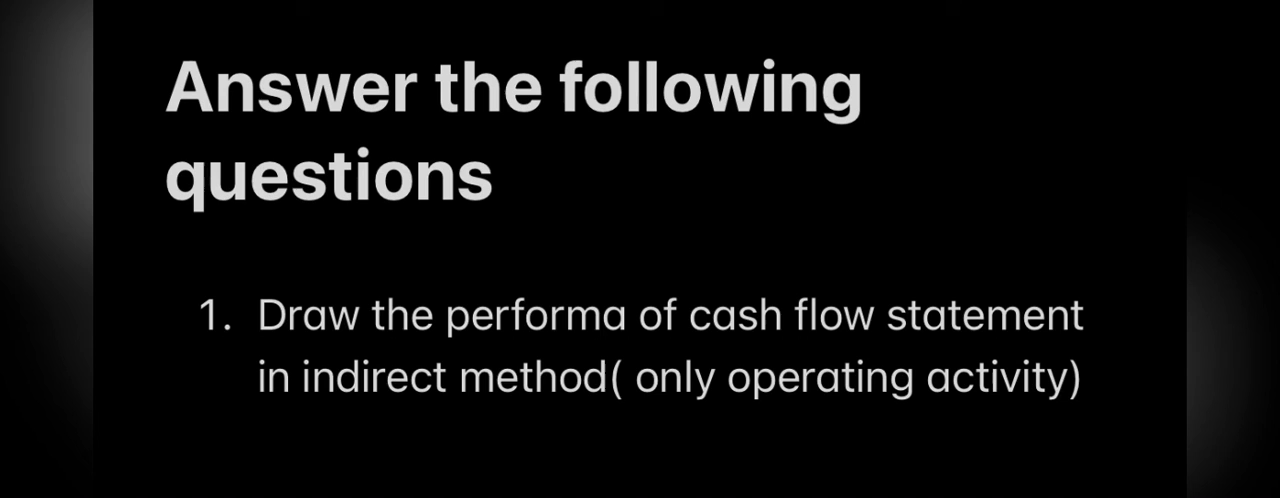 Answer the following
questions
1. Draw the performa of cash flow statement
in indirect method( only operating activity)